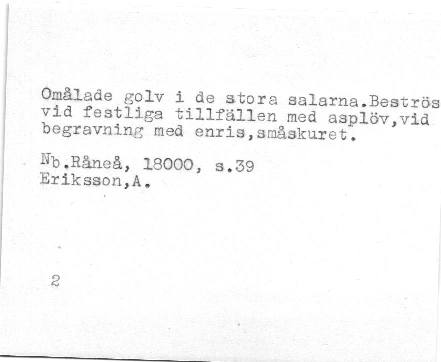 Omålade golv i de stora salarna.Beströs
vid festliga tillfällen med asplöv,vid
begravning med enris,småskuret.
Nb.Råneå, 18000, s.39
Eriksson,A.
2